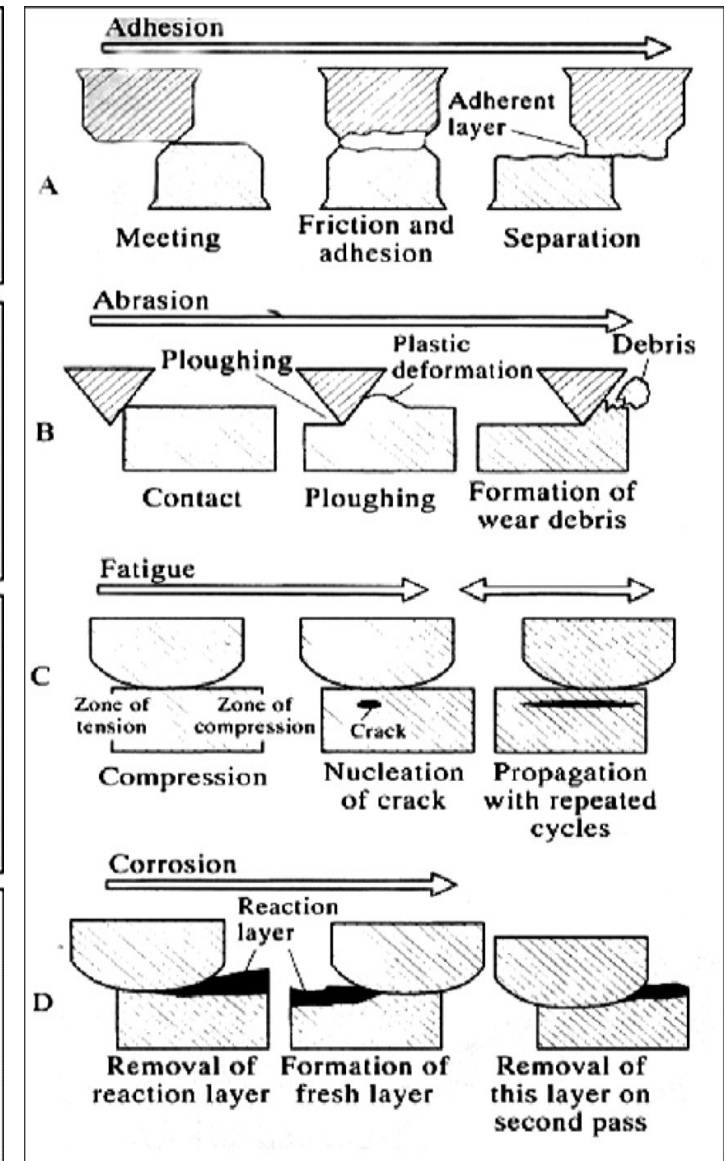 Adhesion
Adherent
layer
A
Meeting
Friction and
adhesion
Separation
Abrasion
Ploughing
Plastic
deformation
Debris
B
Contact
Ploughing
Formation of
wear debris
Fatigue
C
Zone of
tension
Zone of
compression
Crack
Compression
Nucleation
of crack
Propagation
with repeated
cycles
Corrosion
Reaction
layer
D
Removal of
reaction layer
Formation of
fresh layer
Removal of
this layer on
second pass